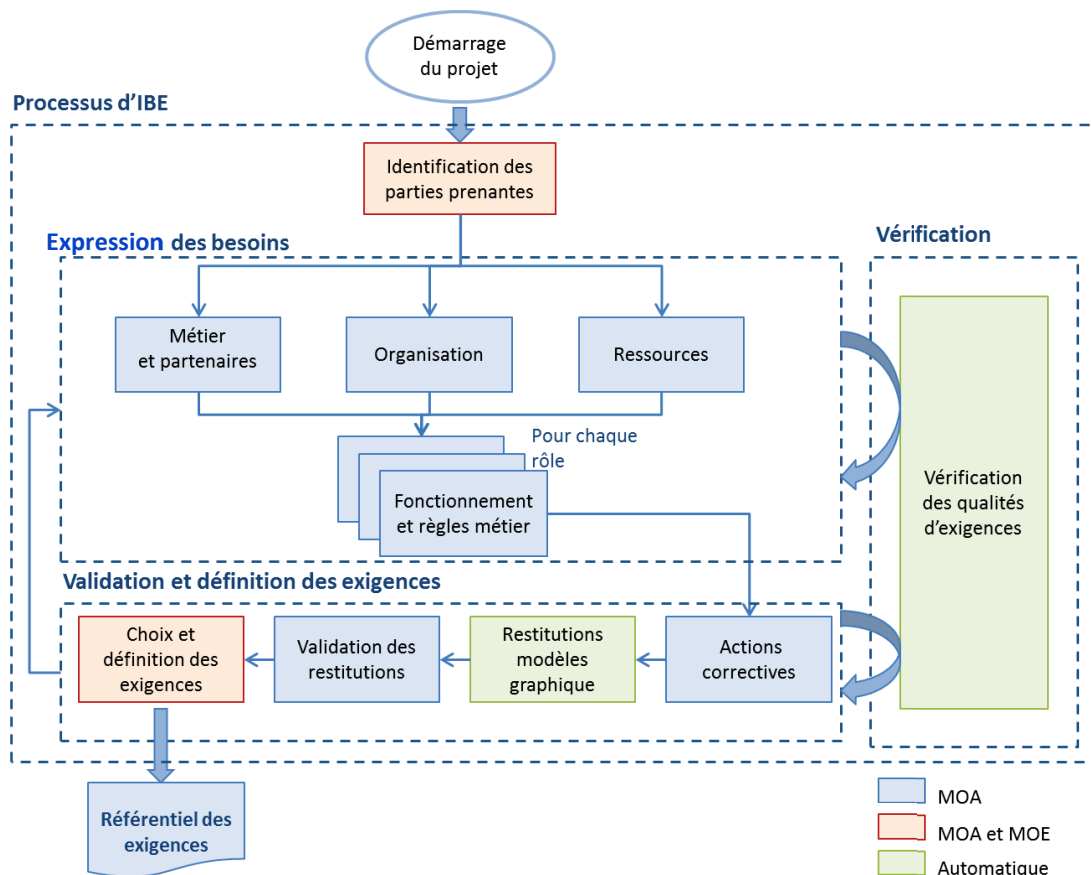 Démarrage
du projet
Processus d'IBE
Identification des
parties prenantes
Expression des besoins
Vérification
Métier
et partenaires
Organisation
Ressources
Pour chaque
rôle
Fonctionnement
et règles métier
Vérification
des qualités
d'exigences
Validation et définition des exigences
Choix et
définition des
exigences
Validation des
restitutions
Restitutions
modèles
graphique
Actions
correctives
Référentiel des
exigences
MOA
MOA et MOE
Automatique